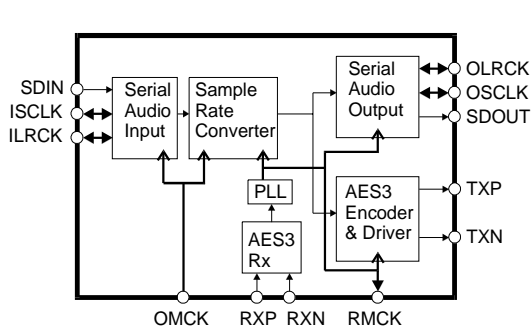 SDIN
ISCLK
ILRCK
Serial
Audio
Input
Sample
Rate
Converter
Serial
Audio
Output
OLRCK
OSCLK
SDOUT
PLL
AES3
Rx
AES3
Encoder
& Driver
TXP
TXN
OMCK
RXP
RXN
RMCK